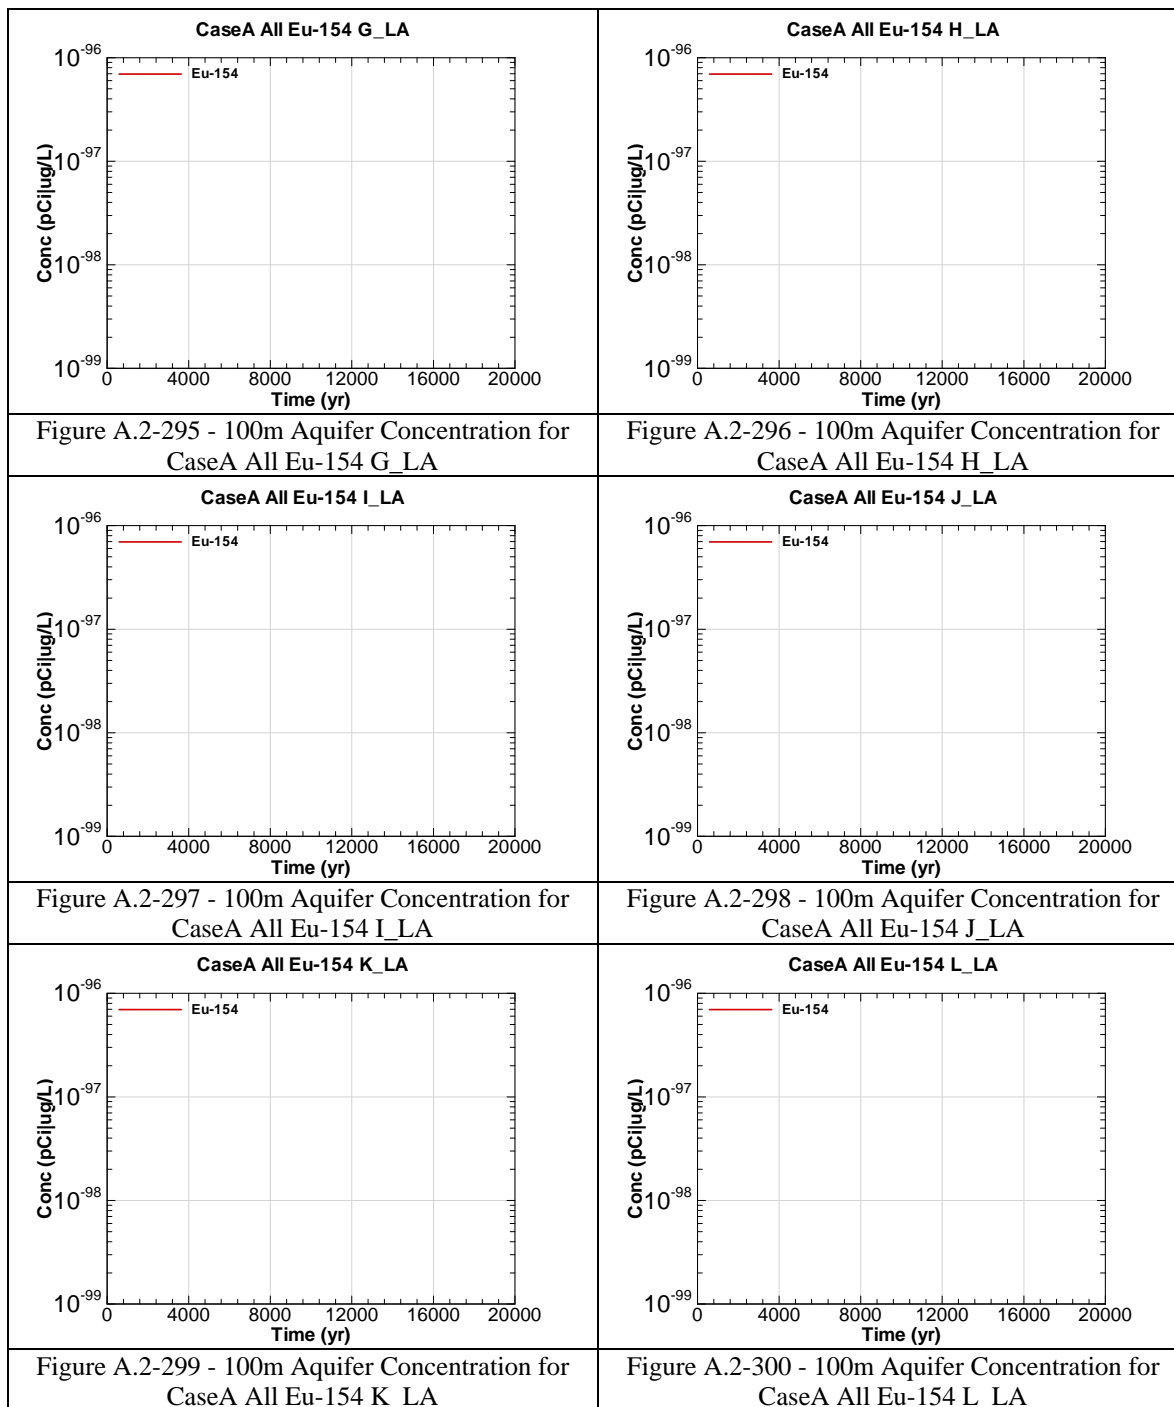 CaseA All Eu-154 G_LA
Eu-154
Conc (pCi|ug/L)
10-96
10-97
10-98
10-99
0 4000 8000 12000 16000 20000
Time (yr)
Figure A.2-295 - 100m Aquifer Concentration for
CaseA All Eu-154 G_LA
CaseA All Eu-154 H_LA
Eu-154
Conc (pCi|ug/L)
10-96
10-97
10-98
10-99
0 4000 8000 12000 16000 20000
Time (yr)
Figure A.2-296 - 100m Aquifer Concentration for
CaseA All Eu-154 H_LA
CaseA All Eu-154 I_LA
Eu-154
Conc (pCi|ug/L)
10-96
10-97
10-98
10-99
0 4000 8000 12000 16000 20000
Time (yr)
Figure A.2-297 - 100m Aquifer Concentration for
CaseA All Eu-154 I_LA
CaseA All Eu-154 J_LA
Eu-154
Conc (pCi|ug/L)
10-96
10-97
10-98
10-99
0 4000 8000 12000 16000 20000
Time (yr)
Figure A.2-298 - 100m Aquifer Concentration for
CaseA All Eu-154 J_LA
CaseA All Eu-154 K_LA
Eu-154
Conc (pCi|ug/L)
10-96
10-97
10-98
10-99
0 4000 8000 12000 16000 20000
Time (yr)
Figure A.2-299 - 100m Aquifer Concentration for
CaseA All Eu-154 K_LA
CaseA All Eu-154 L_LA
Eu-154
Conc (pCi|ug/L)
10-96
10-97
10-98
10-99
0 4000 8000 12000 16000 20000
Time (yr)
Figure A.2-300 - 100m Aquifer Concentration for
CaseA All Eu-154 L_LA